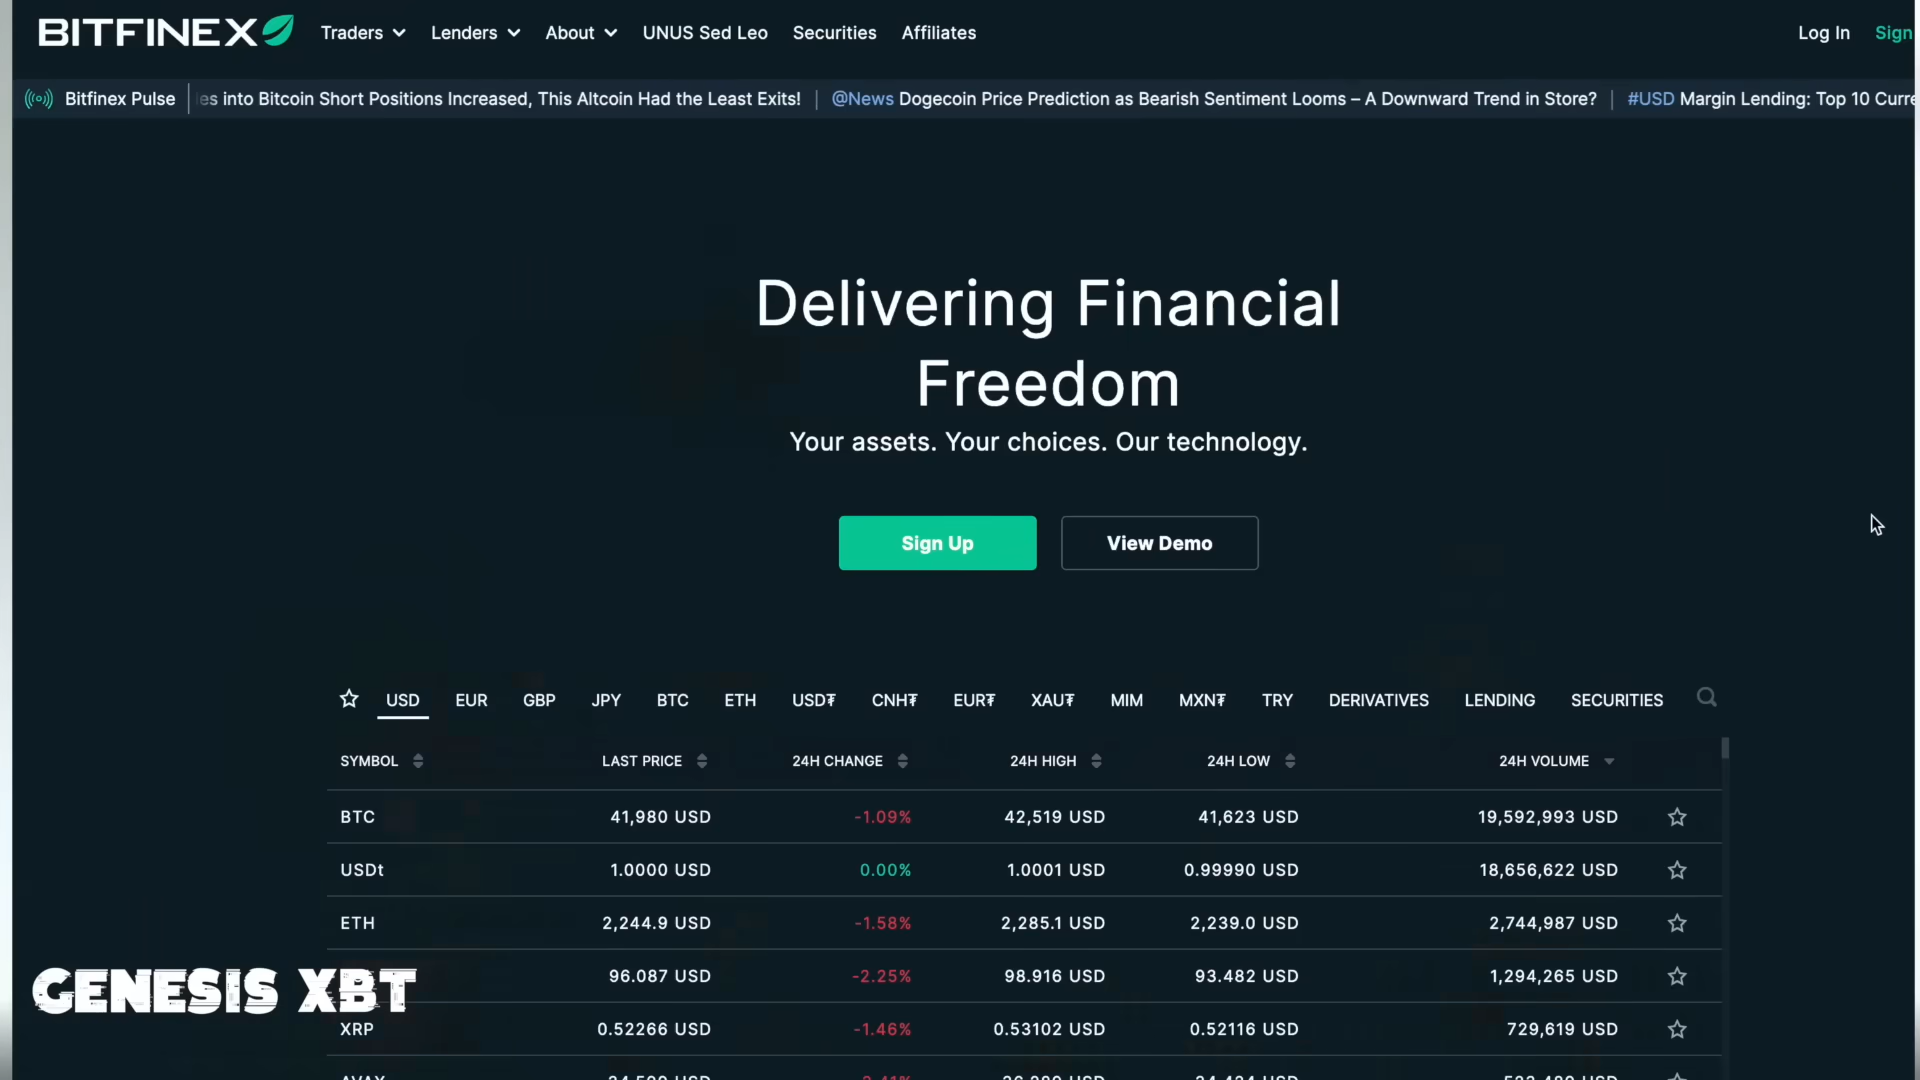 BITFINEX Traders Lenders About UNUS Sed Leo Securities Affiliates Log In Sign
Bitfinex Pulse es into Bitcoin Short Positions Increased, This Altcoin Had the Least Exits! | @News Dogecoin Price Prediction as Bearish Sentiment Looms – A Downward Trend in Store? | #USD Margin Lending: Top 10 Curre
Delivering Financial
Freedom
Your assets. Your choices. Our technology.
Sign Up View Demo
USD EUR GBP JPY BTC ETH USD₮ CNH₮ EUR₮ XAU₮ MIM MXN₮ TRY DERIVATIVES LENDING SECURITIES
SYMBOL LAST PRICE 24H CHANGE 24H HIGH 24H LOW 24H VOLUME
BTC 41,980 USD -1.09% 42,519 USD 41,623 USD 19,592,993 USD
USDt 1.0000 USD 0.00% 1.0001 USD 0.99990 USD 18,656,622 USD
ETH 2,244.9 USD -1.58% 2,285.1 USD 2,239.0 USD 2,744,987 USD
96.087 USD -2.25% 98.916 USD 93.482 USD 1,294,265 USD
GENESIS XBT
XRP 0.52266 USD -1.46% 0.53102 USD 0.52116 USD 729,619 USD